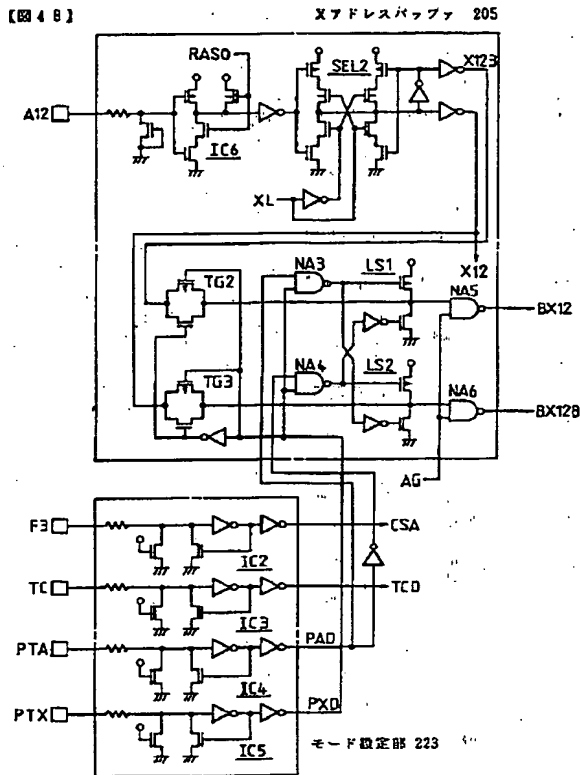 【図48】
Xアドレスバッファ 205
RAS0
SEL2
X123
A12
IC6
XL
X12
TG2
NA3
LS1
NA5
BX12
TG3
NA4
LS2
NA6
BX128
AG
F3
CSA
IC2
TC
TCD
IC3
PTA
PAD
IC4
PTX
PXD
IC5
モード設定部 223